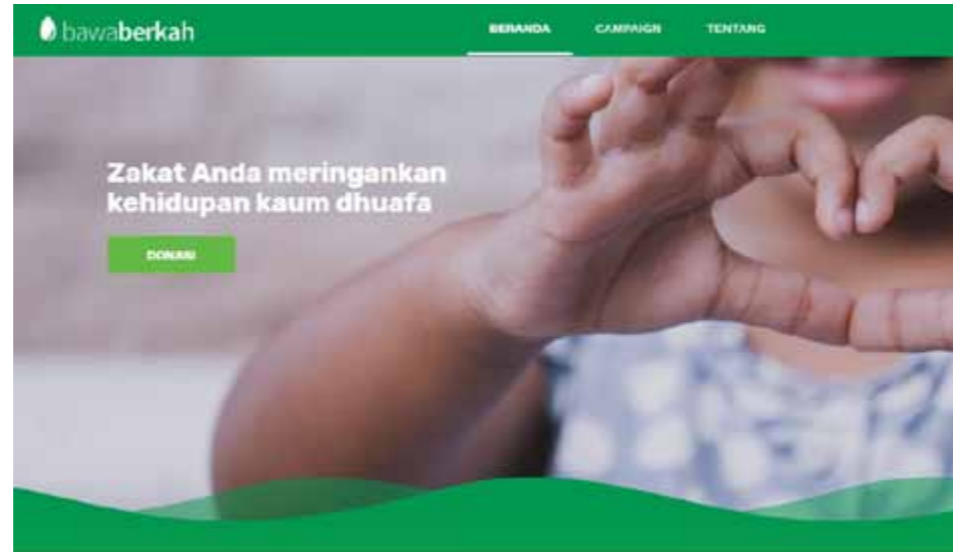 bawaberkah
BERANDA CAMPAIGN TENTANG
Zakat Anda meringankan
kehidupan kaum dhuafa
DONASI